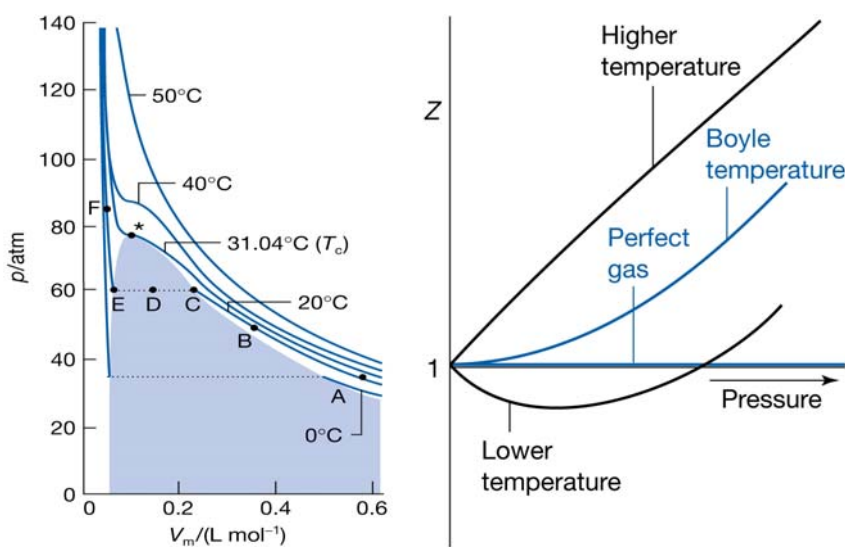 p/atm
140
120
100
80
60
40
20
0
0
0.2
0.4
0.6
Vₘ/(L mol⁻¹)
50°C
40°C
31.04°C (T_c)
20°C
0°C
F
*
E
D
C
B
A
Z
1
Higher
temperature
Boyle
temperature
Perfect
gas
Pressure
Lower
temperature